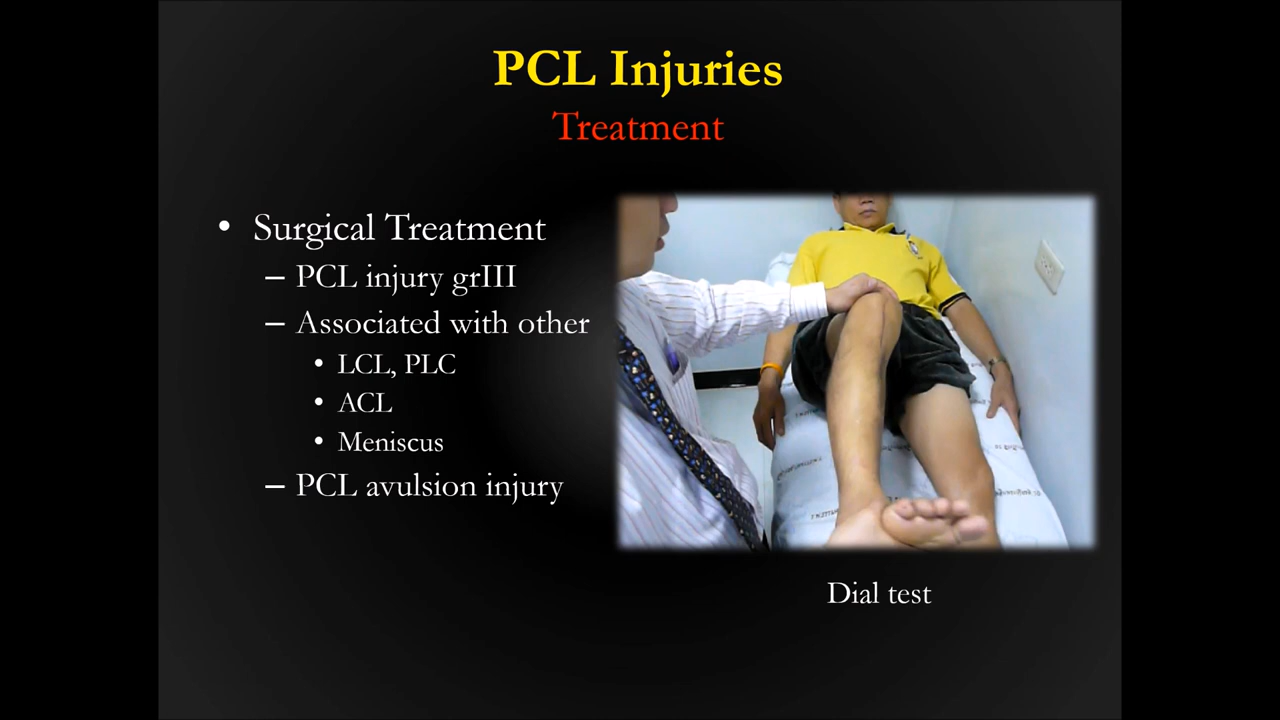 PCL Injuries
Treatment
• Surgical Treatment
– PCL injury grIII
– Associated with other
• LCL, PLC
• ACL
• Meniscus
– PCL avulsion injury
Dial test